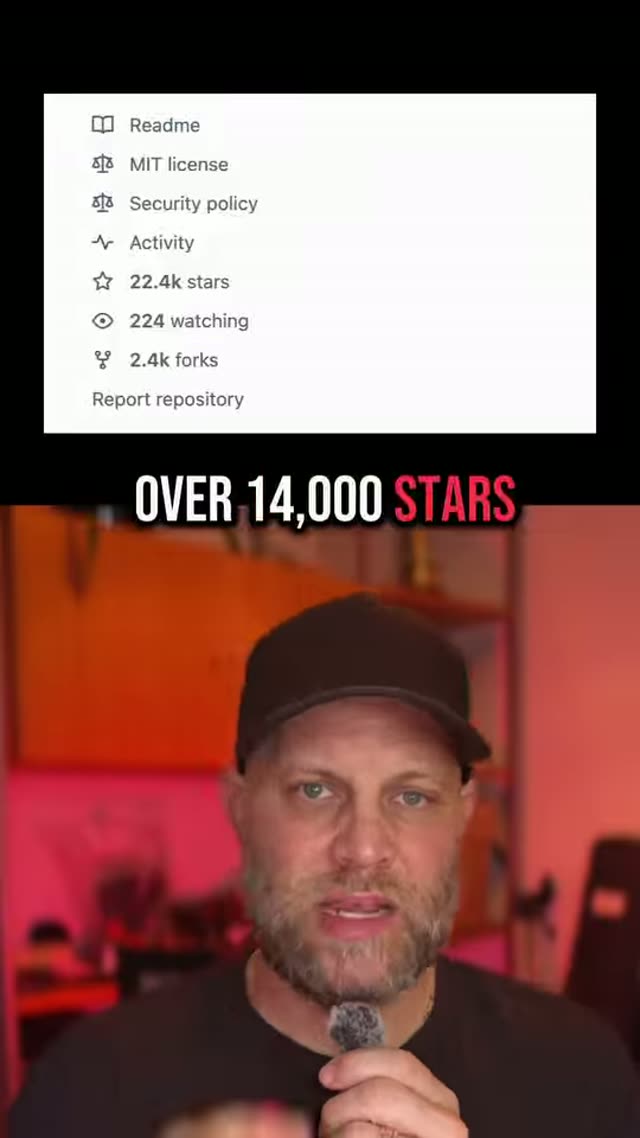 Readme
MIT license
Security policy
Activity
22.4k stars
224 watching
2.4k forks
Report repository
OVER 14,000 STARS